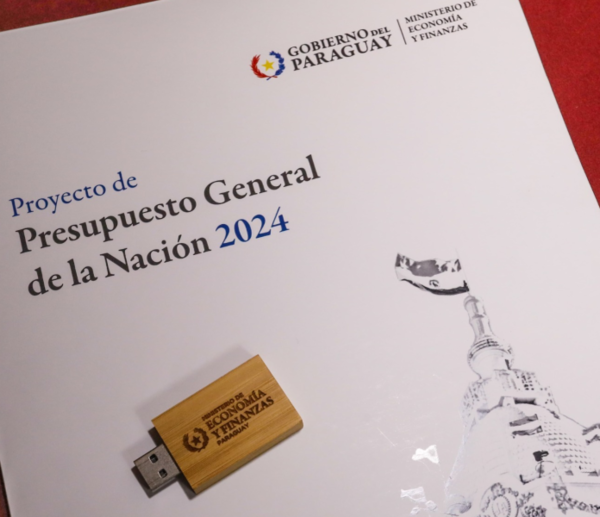 GOBIERNO DEL
PARAGUAY
MINISTERIO DE
ECONOMÍA
Y FINANZAS
Proyecto de
Presupuesto General
de la Nación 2024
MINISTERIO DE
ECONOMÍA
Y FINANZAS
PARAGUAY